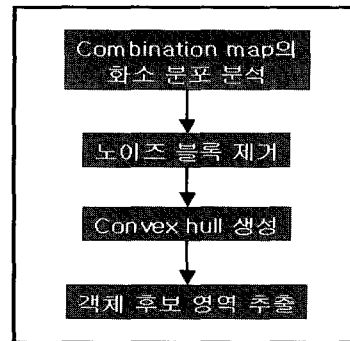 Combination map의
화소 분포 분석
노이즈 블록 제거
Convex hull 생성
객체 후보 영역 추출